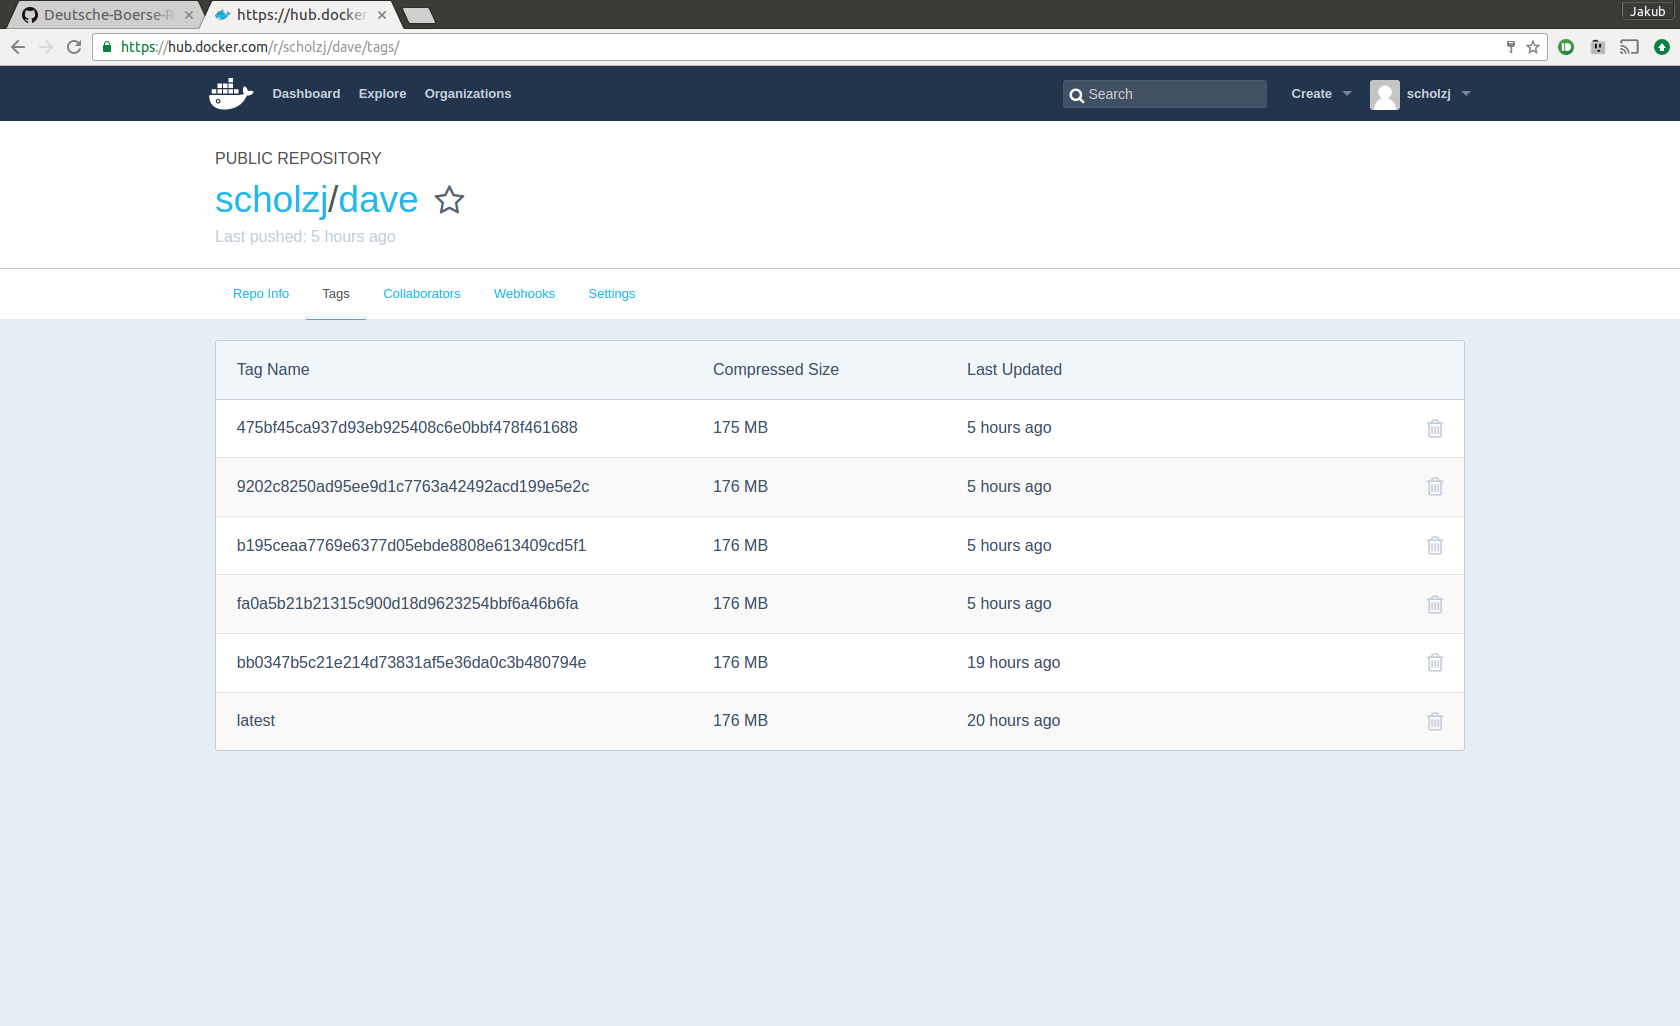 Deutsche-Boerse-R
https://hub.docker
Jakub
https://hub.docker.com/r/scholzj/dave/tags/
Dashboard Explore Organizations Search Create scholzj
PUBLIC REPOSITORY
scholzj/dave
Last pushed: 5 hours ago
Repo Info Tags Collaborators Webhooks Settings
Tag Name Compressed Size Last Updated
475bf45ca937d93eb925408c6e0bbf478f461688 175 MB 5 hours ago
9202c8250ad95ee9d1c7763a42492acd199e5e2c 176 MB 5 hours ago
b195ceaa7769e6377d05ebde8808e613409cd5f1 176 MB 5 hours ago
fa0a5b21b21315c900d18d9623254bbf6a46b6fa 176 MB 5 hours ago
bb0347b5c21e214d73831af5e36da0c3b480794e 176 MB 19 hours ago
latest 176 MB 20 hours ago